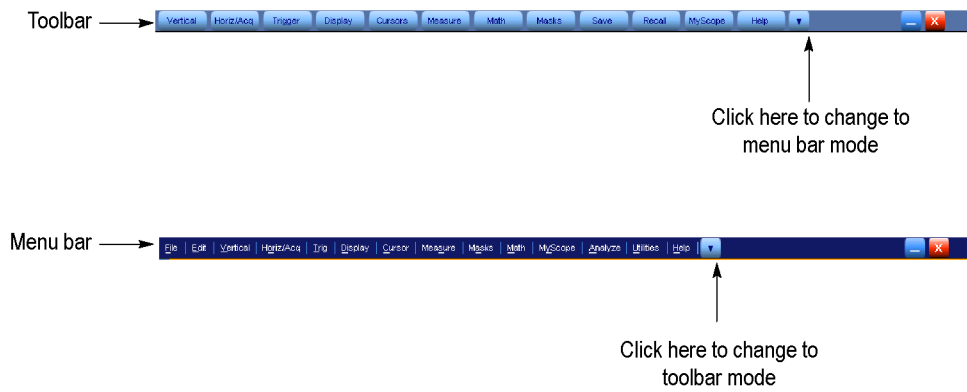 Toolbar
Vertical Horiz/Acq Trigger Display Cursors Measure Math Masks Save Recall MyScope Help ▼ X
Click here to change to
menu bar mode
Menu bar
File | Edit | Vertical | Horiz/Acq | Trig | Display | Cursor | Measure | Masks | Math | MyScope | Analyze | Utilities | Help | ▼ X
Click here to change to
toolbar mode